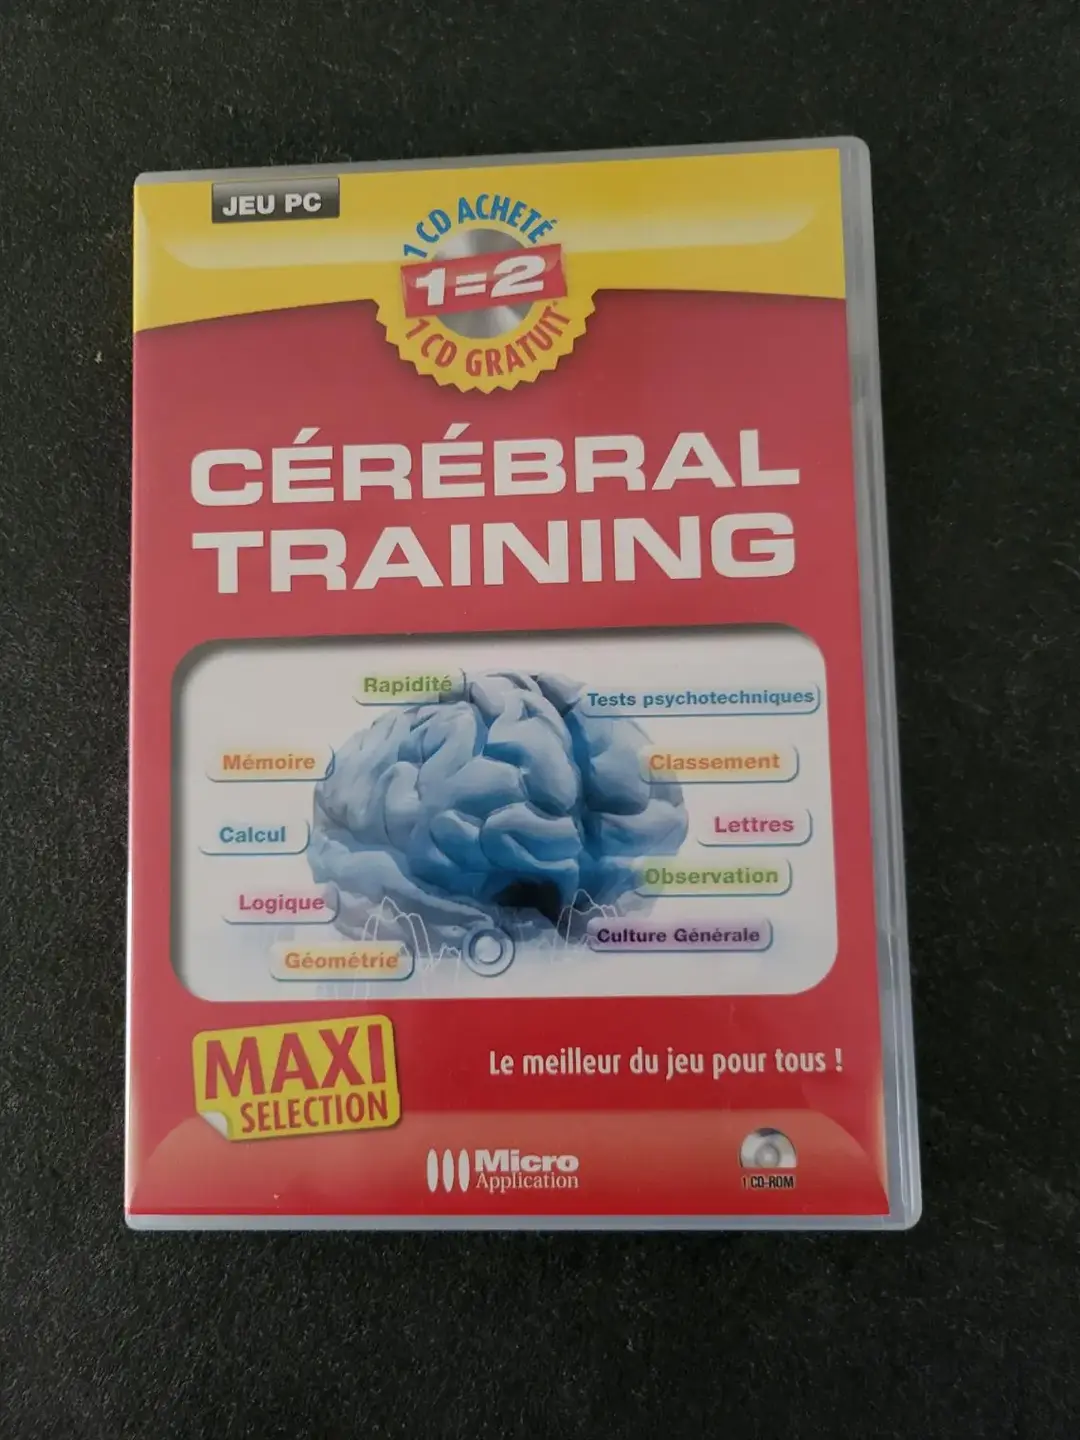 JEU PC
1 CD ACHETÉ
1=2
1 CD GRATUIT*
CÉRÉBRAL
TRAINING
Rapidité
Tests psychotechniques
Mémoire
Classement
Calcul
Lettres
Observation
Logique
Culture Générale
Géométrie
MAXI
SELECTION
Le meilleur du jeu pour tous !
Micro
Application
1 CD-ROM